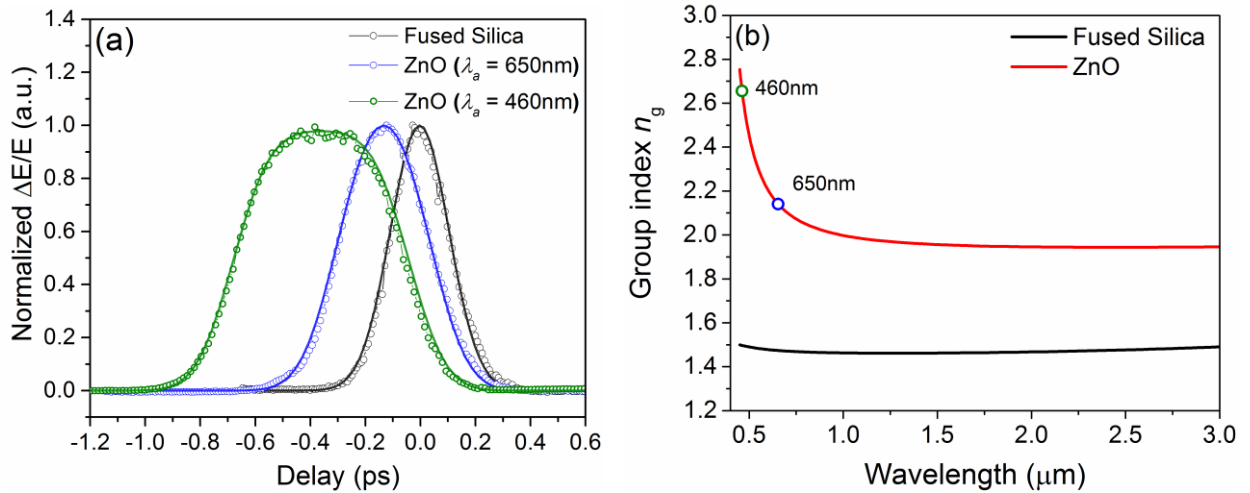 (a)
Fused Silica
ZnO (λa = 650nm)
ZnO (λa = 460nm)
Normalized ΔE/E (a.u.)
1.4
1.2
1.0
0.8
0.6
0.4
0.2
0.0
-1.2 -1.0 -0.8 -0.6 -0.4 -0.2 0.0 0.2 0.4 0.6
Delay (ps)
(b)
Fused Silica
ZnO
460nm
650nm
Group index ng
3.0
2.8
2.6
2.4
2.2
2.0
1.8
1.6
1.4
1.2
0.5 1.0 1.5 2.0 2.5 3.0
Wavelength (μm)